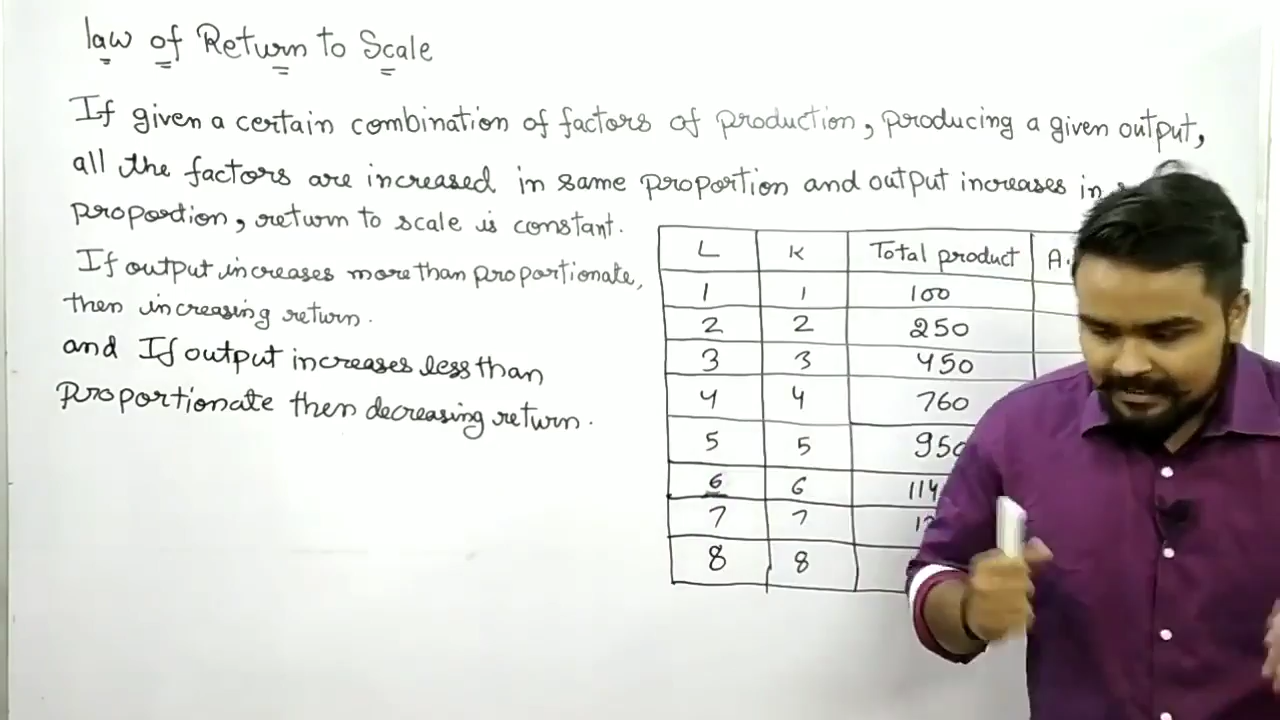 law of Return to Scale
If given a certain combination of factors of production, producing a given output,
all the factors are increased in same proportion and output increases in
proportion, return to scale is constant.
If output increases more than proportionate,
then increasing return.
and If output increases less than
proportionate then decreasing return.
L K Total product A.
1 1 100
2 2 250
3 3 450
4 4 760
5 5 950
6 6 114
7 7
8 8